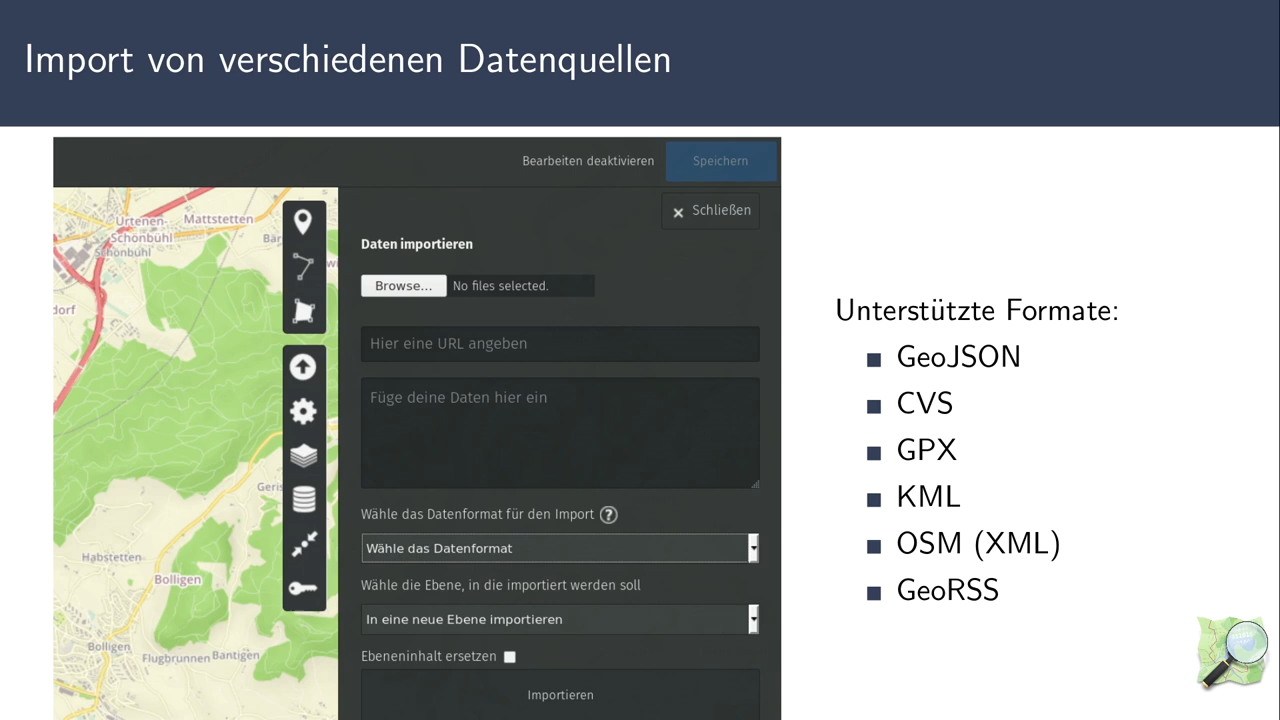 Import von verschiedenen Datenquellen
Bearbeiten deaktivieren
Speichern
Urtenen-
Schönbühl
Schönbühl
Mattstetten
Bär
dorf
Geris
Habstetten
Bolligen
Bolligen
Flugbrunnen
Bantigen
Schließen
Daten importieren
Browse... No files selected.
Hier eine URL angeben
Füge deine Daten hier ein
Wähle das Datenformat für den Import ?
Wähle das Datenformat
Wähle die Ebene, in die importiert werden soll
In eine neue Ebene importieren
Ebeneninhalt ersetzen
Importieren
Unterstützte Formate:
GeoJSON
CVS
GPX
KML
OSM (XML)
GeoRSS